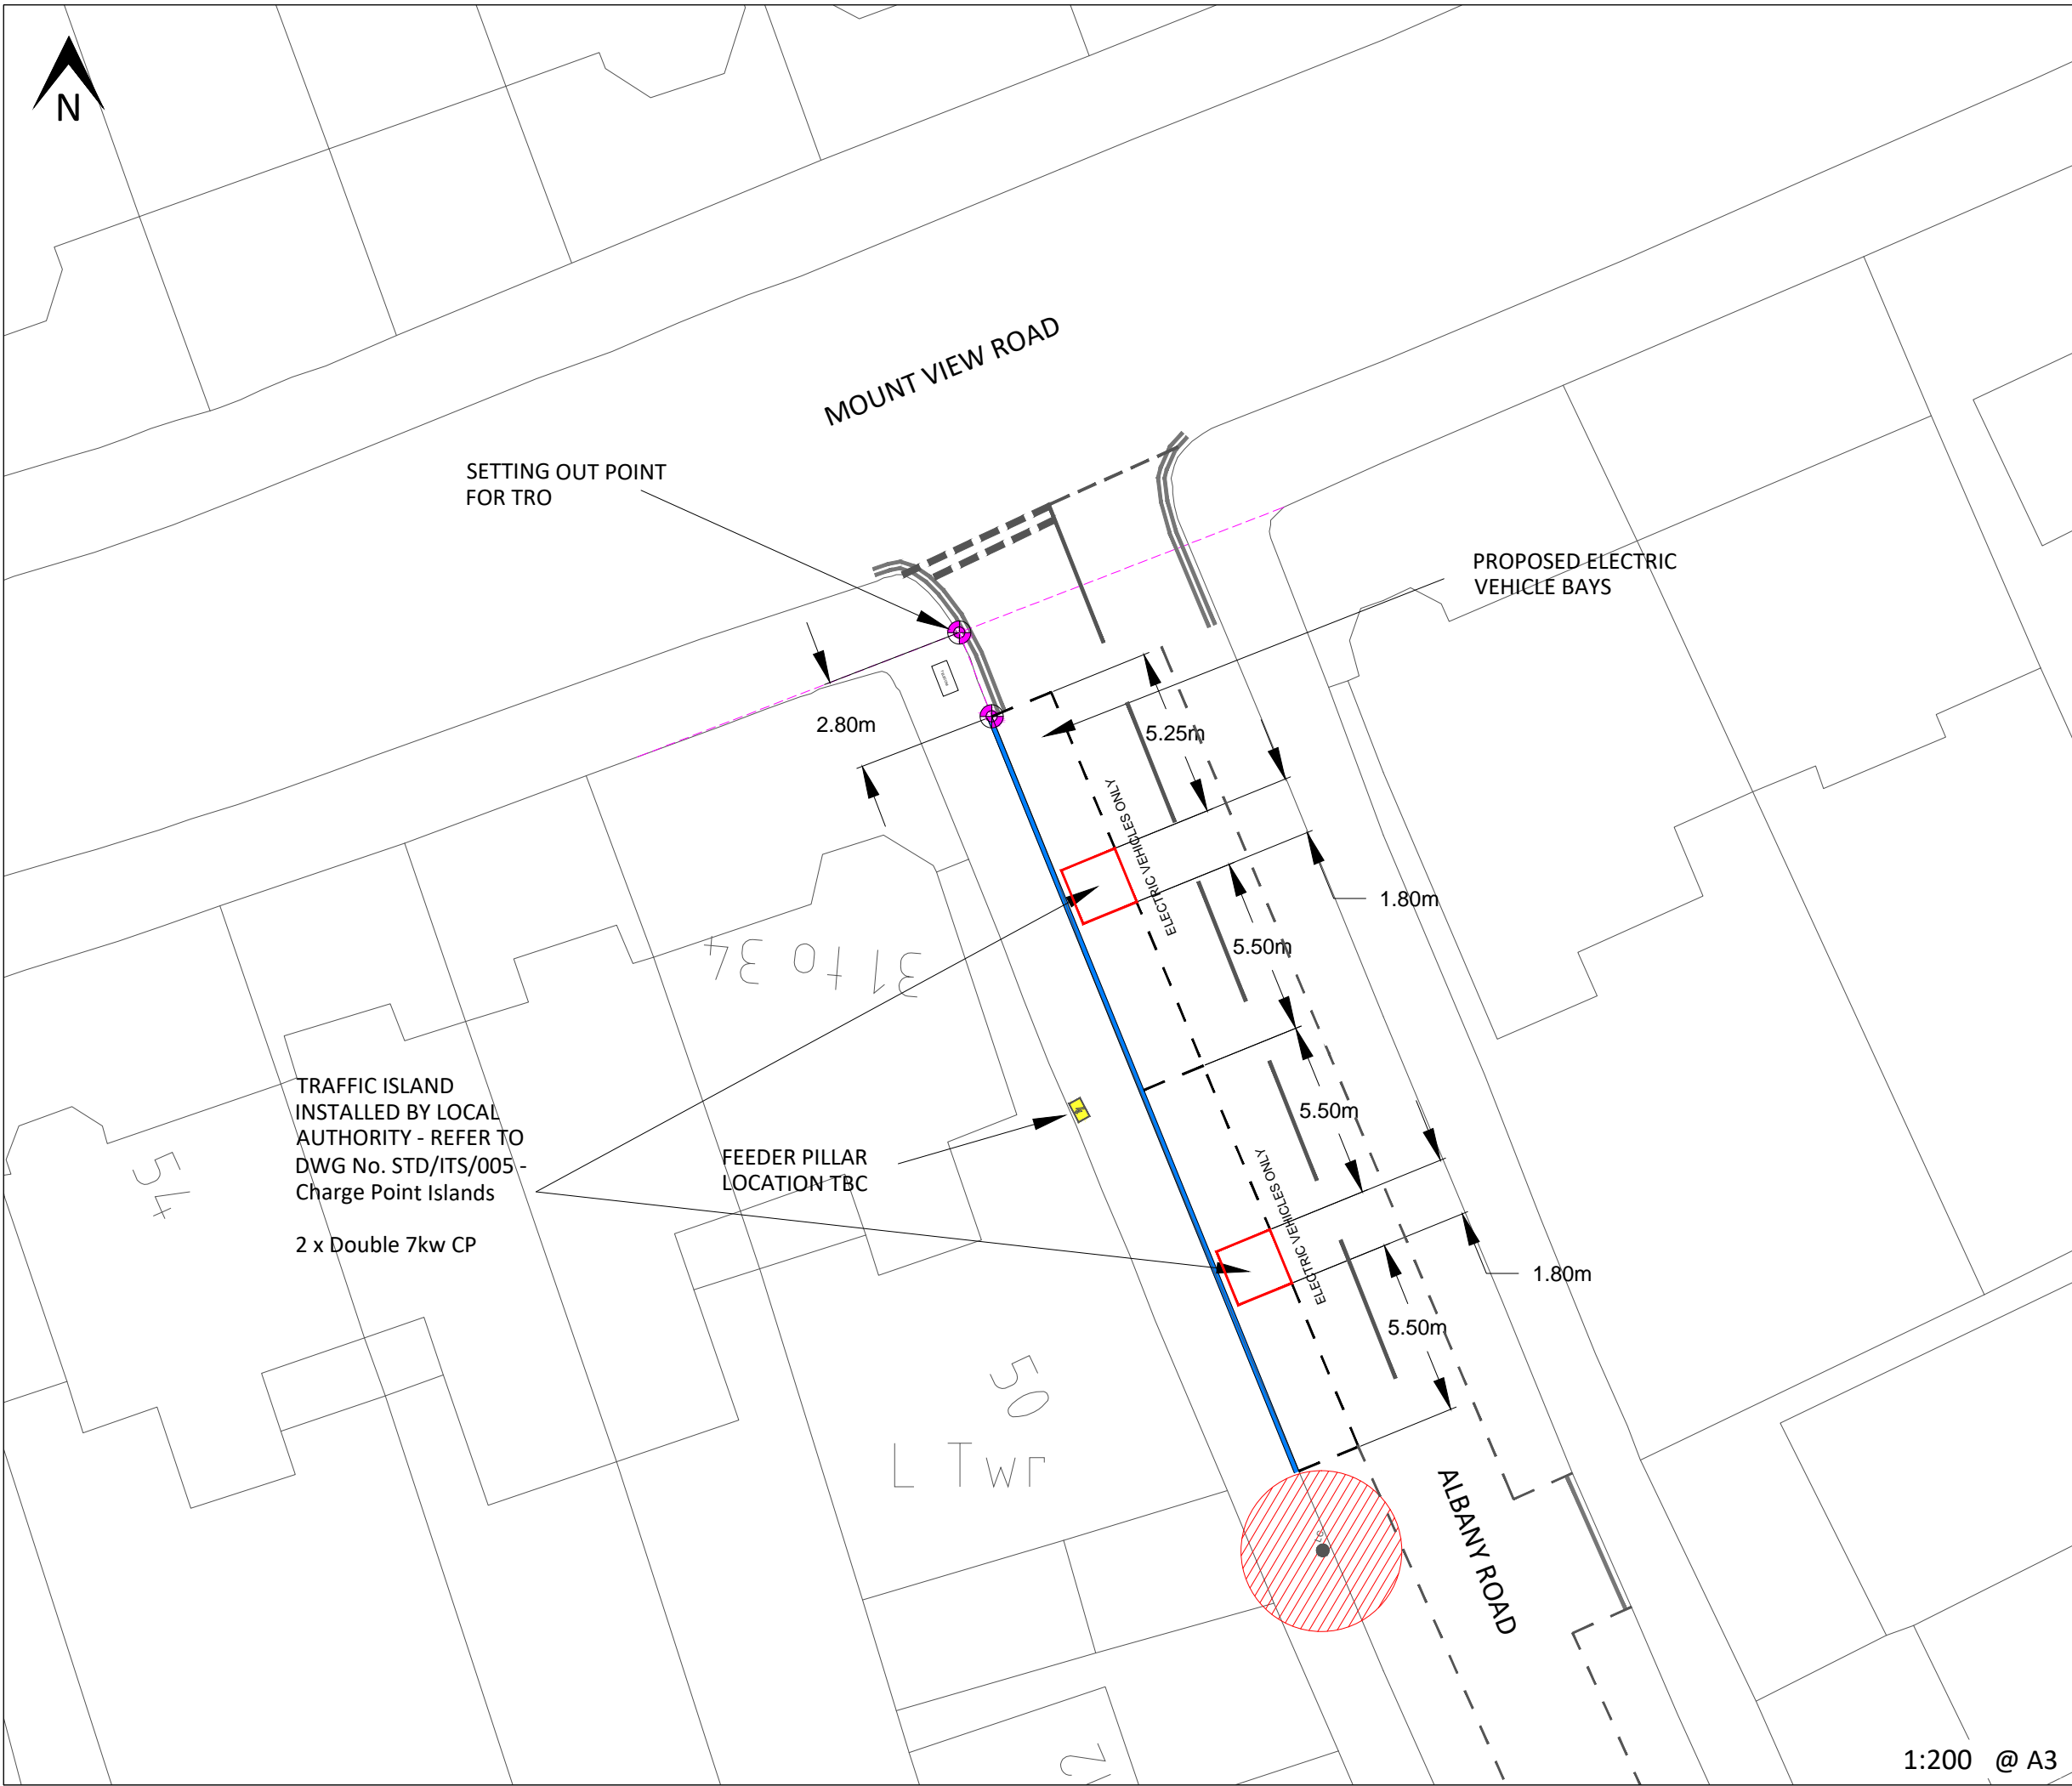 N
MOUNT VIEW ROAD
SETTING OUT POINT
FOR TRO
PROPOSED ELECTRIC
VEHICLE BAYS
2.80m
5.25m
ELECTRIC VEHICLES ONLY
1.80m
5.50m
31 to 34
TRAFFIC ISLAND
INSTALLED BY LOCAL
AUTHORITY - REFER TO
DWG No. STD/ITS/005 -
Charge Point Islands
2 x Double 7kw CP
5.50m
FEEDER PILLAR
LOCATION TBC
54
ELECTRIC VEHICLES ONLY
1.80m
5.50m
50
L Twr
ALBANY ROAD
1:200 @ A3